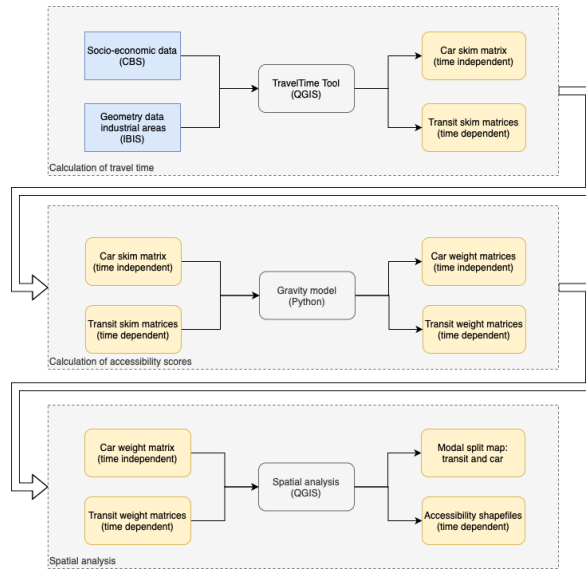 Socio-economic data
(CBS)
Geometry data
industrial areas
(IBIS)
TravelTime Tool
(QGIS)
Car skim matrix
(time independent)
Transit skim matrices
(time dependent)
Calculation of travel time
Car skim matrix
(time independent)
Transit skim matrices
(time dependent)
Gravity model
(Python)
Car weight matrices
(time independent)
Transit weight matrices
(time dependent)
Calculation of accessibility scores
Car weight matrix
(time independent)
Transit weight matrices
(time dependent)
Spatial analysis
(QGIS)
Modal split map:
transit and car
Accessibility shapefiles
(time dependent)
Spatial analysis